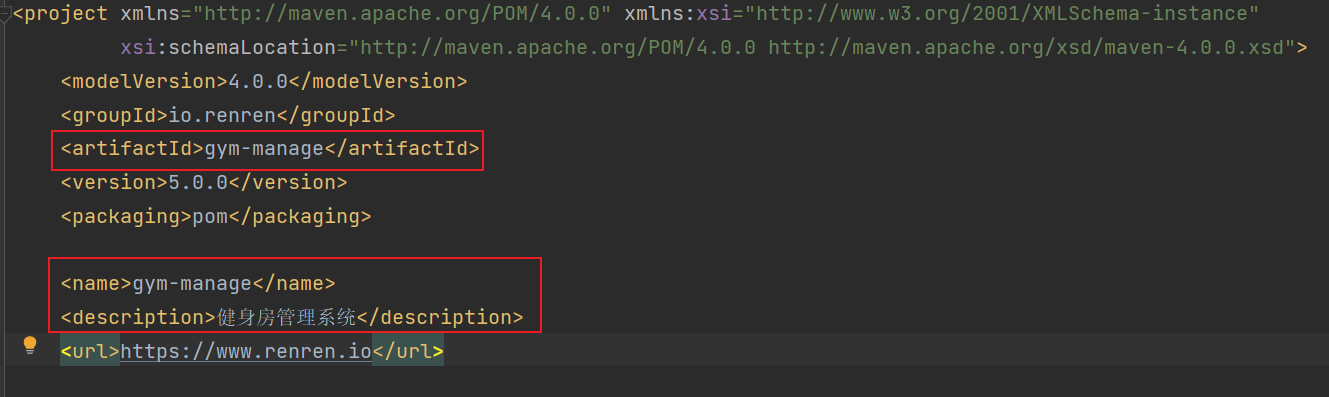 <project xmlns="http://maven.apache.org/POM/4.0.0" xmlns:xsi="http://www.w3.org/2001/XMLSchema-instance"
xsi:schemaLocation="http://maven.apache.org/POM/4.0.0 http://maven.apache.org/xsd/maven-4.0.0.xsd">
<modelVersion>4.0.0</modelVersion>
<groupId>io.renren</groupId>
<artifactId>gym-manage</artifactId>
<version>5.0.0</version>
<packaging>pom</packaging>
<name>gym-manage</name>
<description>健身房管理系统</description>
<url>https://www.renren.io</url>